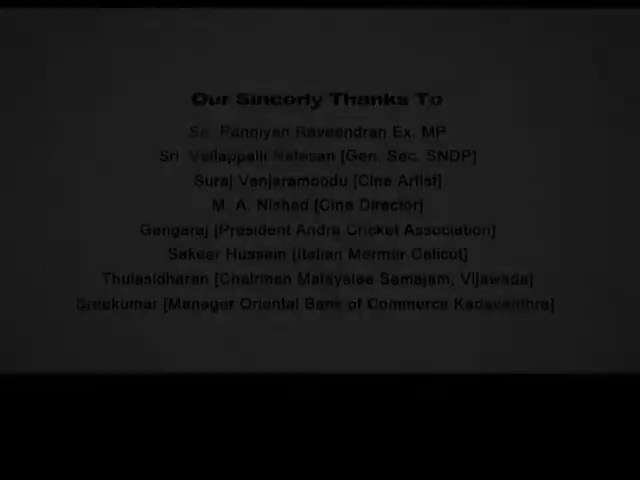 Our Sincerly Thanks To
Sri. Panniyan Raveendran Ex. MP
Sri. Vellappalli Natesan [Gen. Sec. SNDP]
Suraj Venjaramoodu [Cine Artist]
M. A. Nishad [Cine Director]
Gangaraj [President Andra Cricket Association]
Sakeer Hussain [Italian Mermer Calicut]
Thulasidharan [Chairman Malayalee Samajam, Vijawada]
Sreekumar [Manager Oriental Bank of Commerce Kadavanthra]